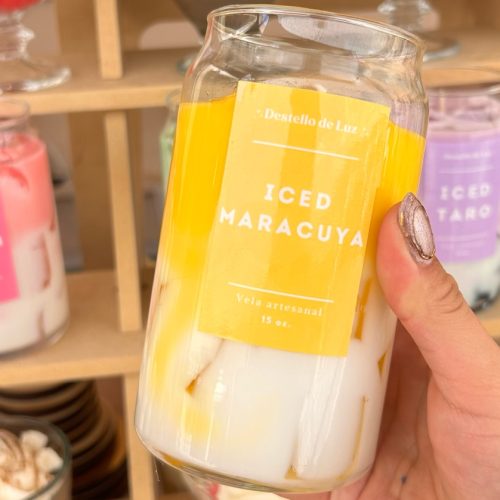 Destello de Luz
ICED
MARACUYA
Vela artesanal
15 oz.
ICED
TARO